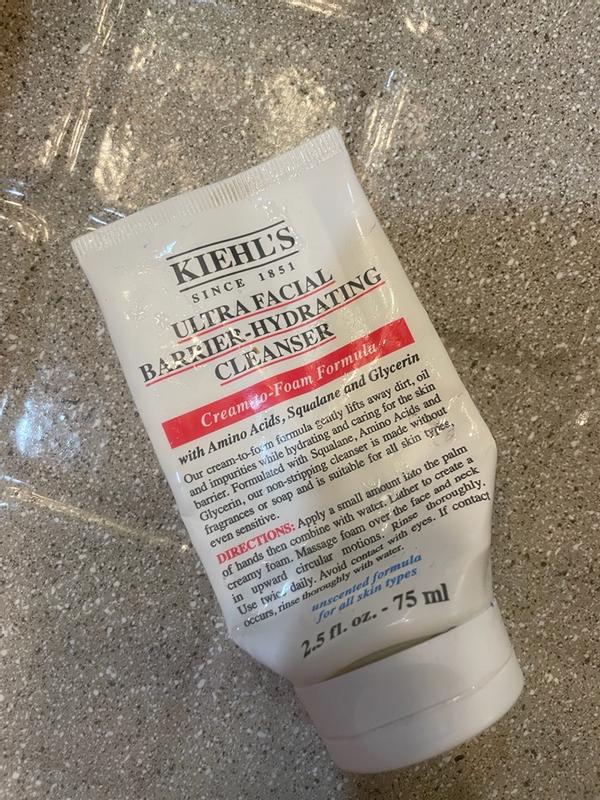 KIEHL'S
SINCE 1851
ULTRA FACIAL
BARRIER-HYDRATING
CLEANSER
Cream-to-Foam Formula
with Amino Acids, Squalane and Glycerin
Our cream-to-foam formula gently lifts away dirt, oil
and impurities while hydrating and caring for the skin
barrier. Formulated with Squalane, Amino Acids and
Glycerin, our non-stripping cleanser is made without
fragrances or soap and is suitable for all skin types,
even sensitive.
DIRECTIONS: Apply a small amount into the palm
of hands then combine with water. Lather to create a
creamy foam. Massage foam over the face and neck
in upward circular motions. Rinse thoroughly.
Use twice daily. Avoid contact with eyes. If contact
occurs, rinse thoroughly with water.
unscented formula
for all skin types
2.5 fl. oz. - 75 ml